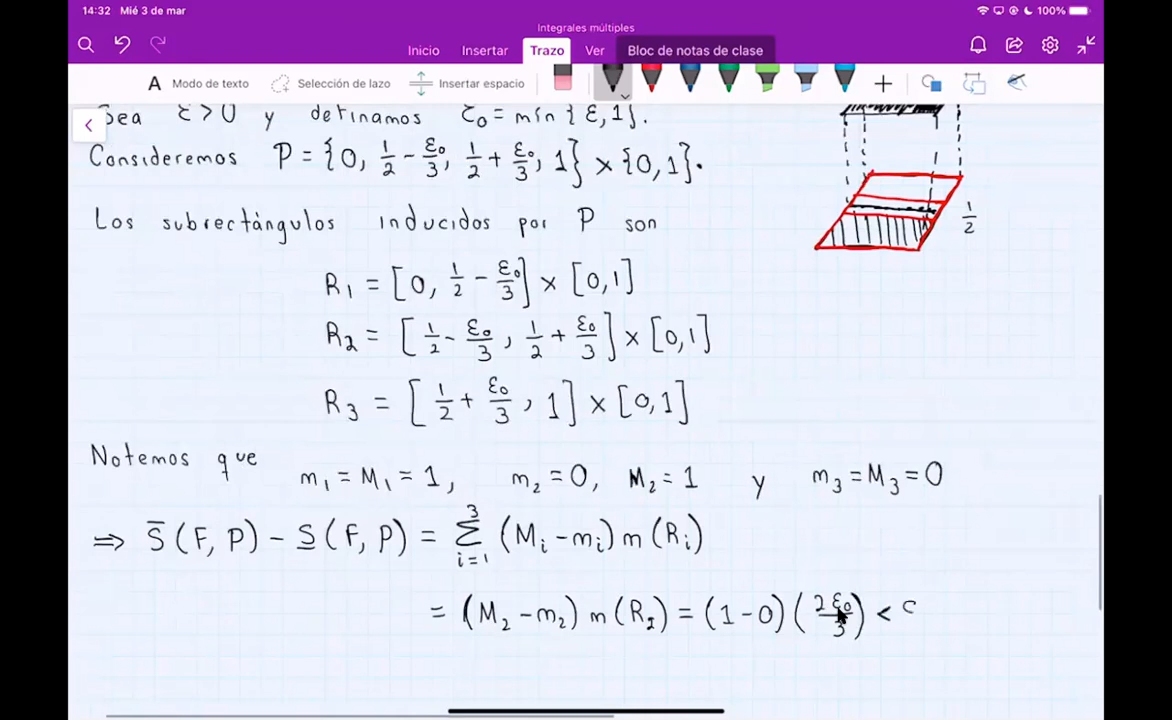 14:32 Mié 3 de mar
100%
Integrales múltiples
Inicio Insertar Trazo Ver Bloc de notas de clase
A Modo de texto Selección de lazo Insertar espacio
Sea ε > 0 y definamos ε₀ = mín {ε, 1}.
Consideremos P = {0, 1/2 - ε₀/3, 1/2 + ε₀/3, 1} × {0, 1}.
Los subrectángulos inducidos por P son
1/2
R₁ = [0, 1/2 - ε₀/3] × [0, 1]
R₂ = [1/2 - ε₀/3, 1/2 + ε₀/3] × [0, 1]
R₃ = [1/2 + ε₀/3, 1] × [0, 1]
Notemos que m₁ = M₁ = 1, m₂ = 0, M₂ = 1 y m₃ = M₃ = 0
⇒ S̅(F, P) - S̲(F, P) = Σ_{i=1}^{3} (Mᵢ - mᵢ) m(Rᵢ)
= (M₂ - m₂) m(R₂) = (1 - 0) (2ε₀/3) <